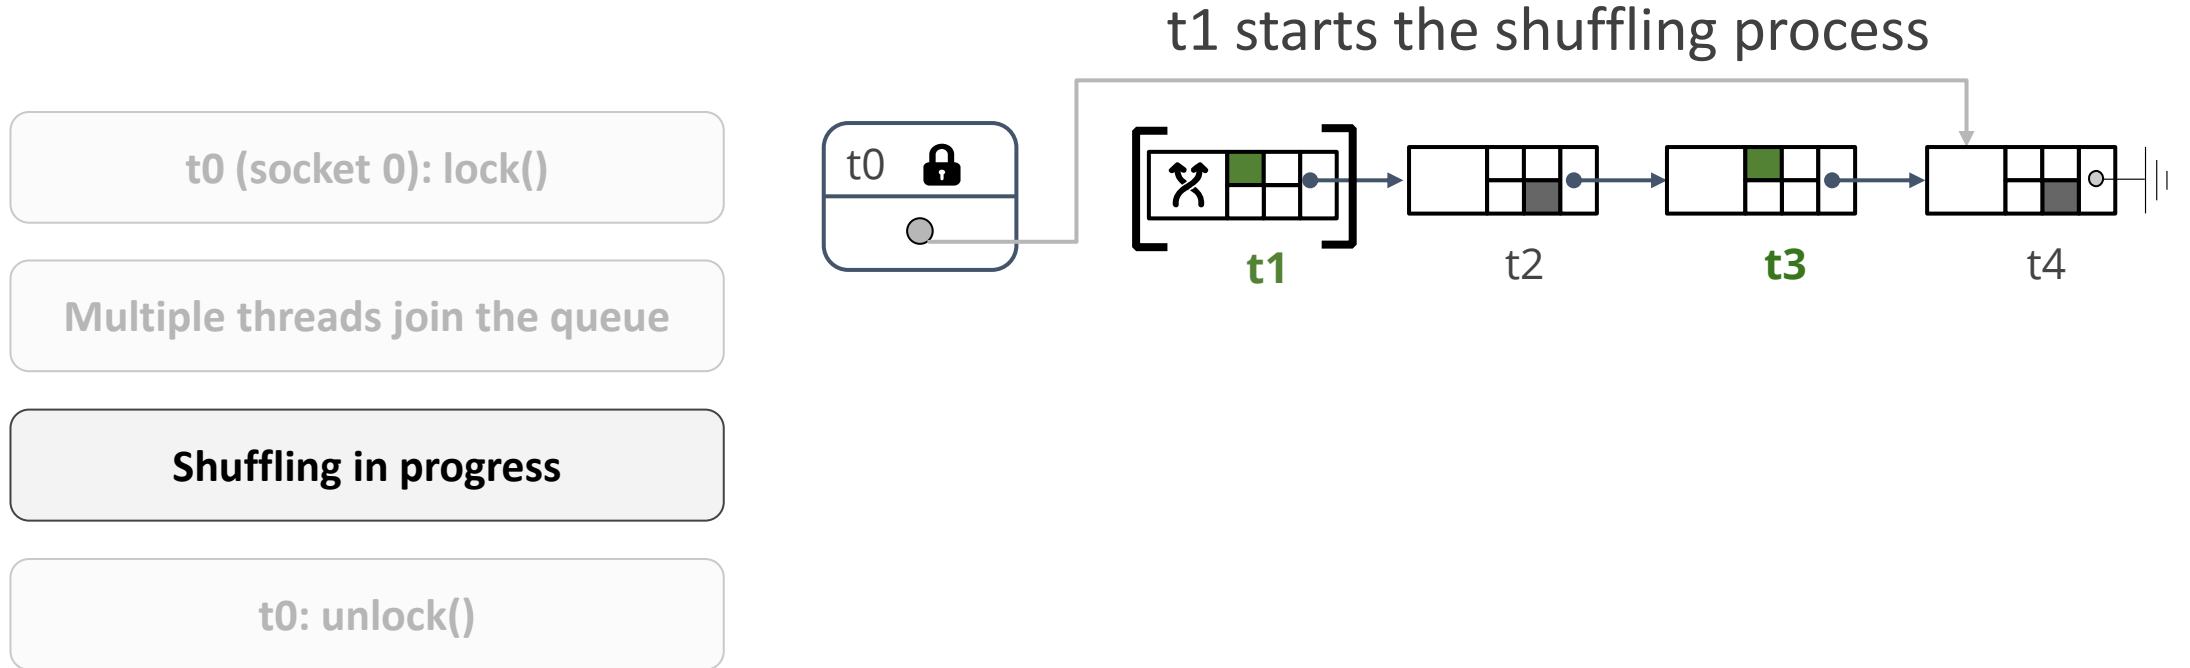 t1 starts the shuffling process
t0 (socket 0): lock()
Multiple threads join the queue
Shuffling in progress
t0: unlock()
t0
t1
t2
t3
t4